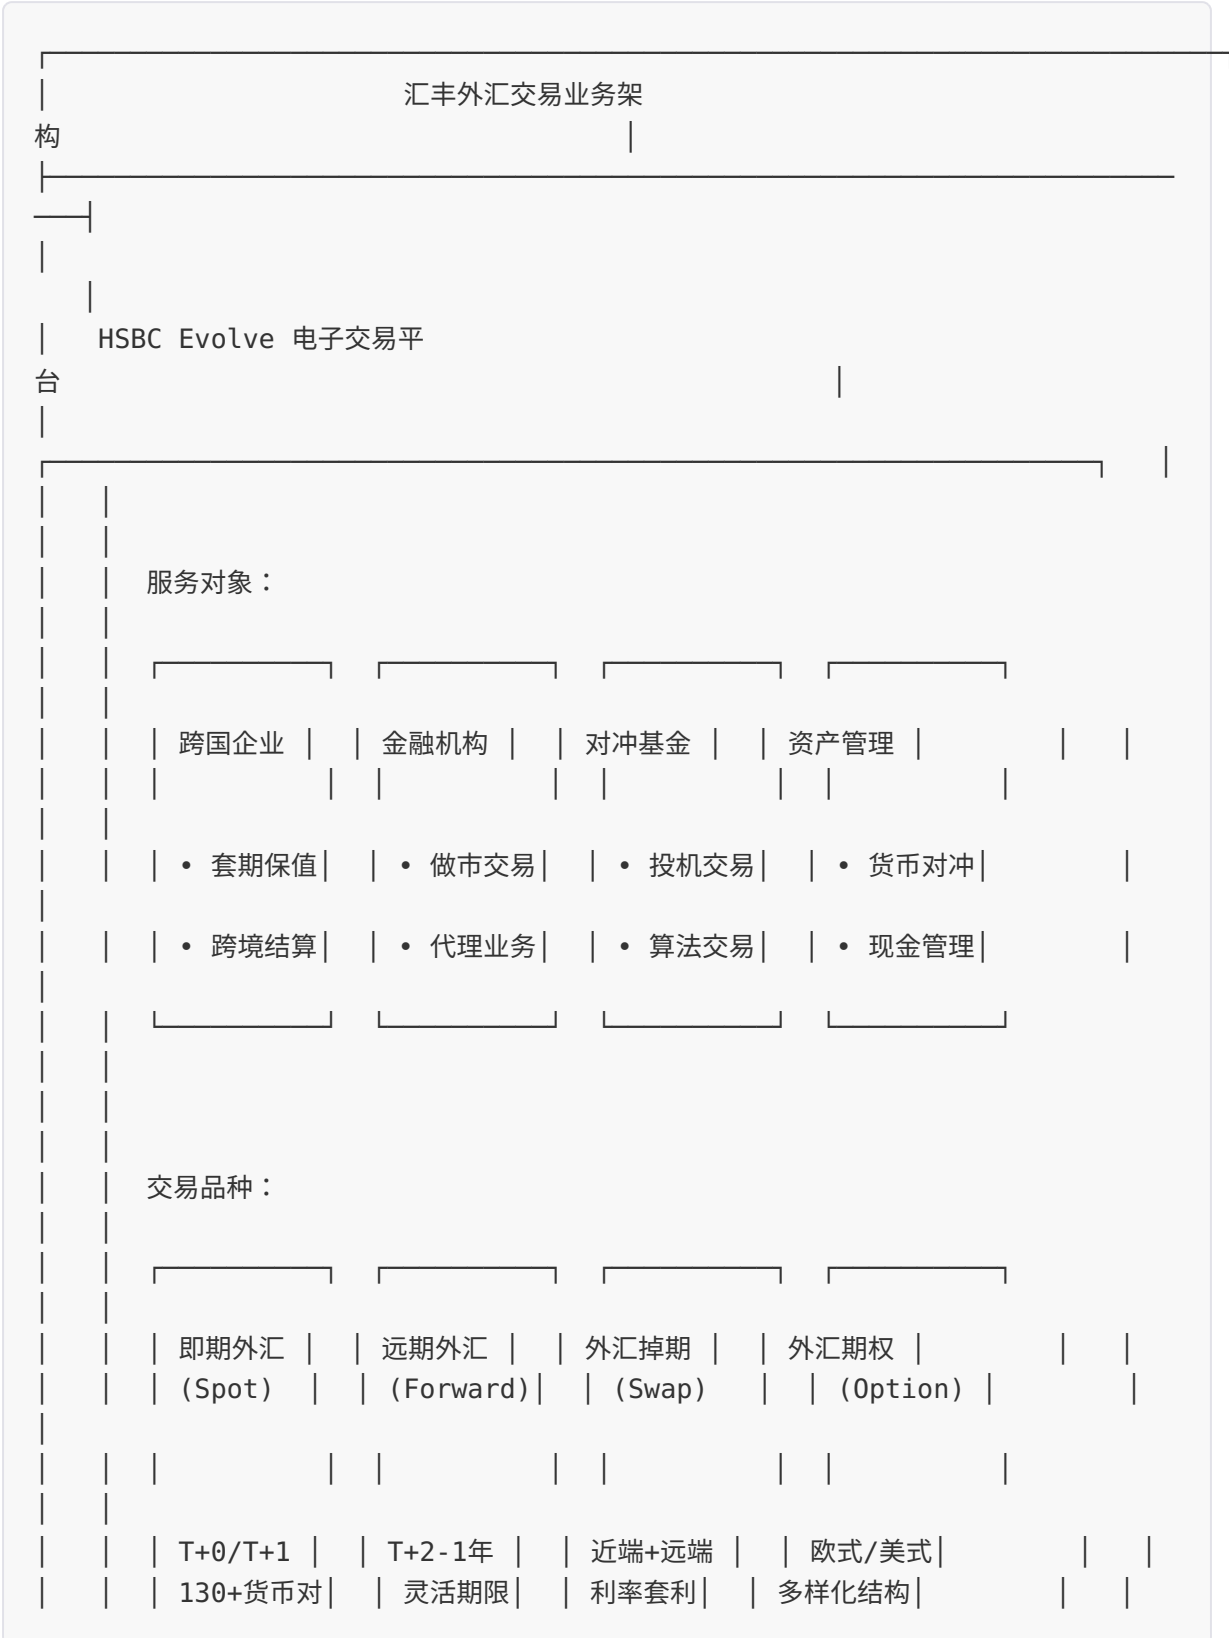 汇丰外汇交易业务架
构
HSBC Evolve 电子交易平
台
服务对象：
│ 跨国企业 │ │ 金融机构 │ │ 对冲基金 │ │ 资产管理 │
│ • 套期保值│ │ • 做市交易│ │ • 投机交易│ │ • 货币对冲│
│ • 跨境结算│ │ • 代理业务│ │ • 算法交易│ │ • 现金管理│
交易品种：
│ 即期外汇 │ │ 远期外汇 │ │ 外汇掉期 │ │ 外汇期权 │
│ (Spot) │ │ (Forward)│ │ (Swap) │ │ (Option) │
│ T+0/T+1 │ │ T+2-1年 │ │ 近端+远端 │ │ 欧式/美式│
│ 130+货币对│ │ 灵活期限│ │ 利率套利│ │ 多样化结构│